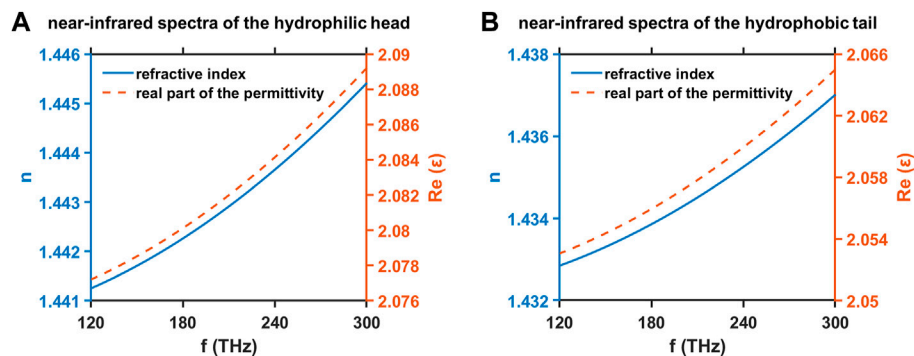 A near-infrared spectra of the hydrophilic head
1.446
1.445
1.444
1.443
1.442
1.441
n
refractive index
real part of the permittivity
2.09
2.088
2.086
2.084
2.082
2.08
2.078
2.076
Re (ε)
120 180 240 300
f (THz)
B near-infrared spectra of the hydrophobic tail
1.438
1.436
1.434
1.432
n
refractive index
real part of the permittivity
2.066
2.062
2.058
2.054
2.05
Re (ε)
120 180 240 300
f (THz)